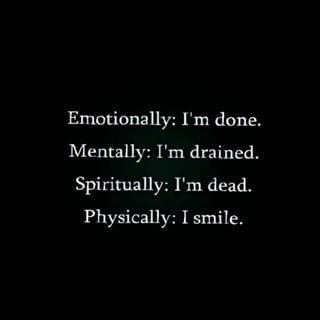 Emotionally: I'm done.
Mentally: I'm drained.
Spiritually: I'm dead.
Physically: I smile.